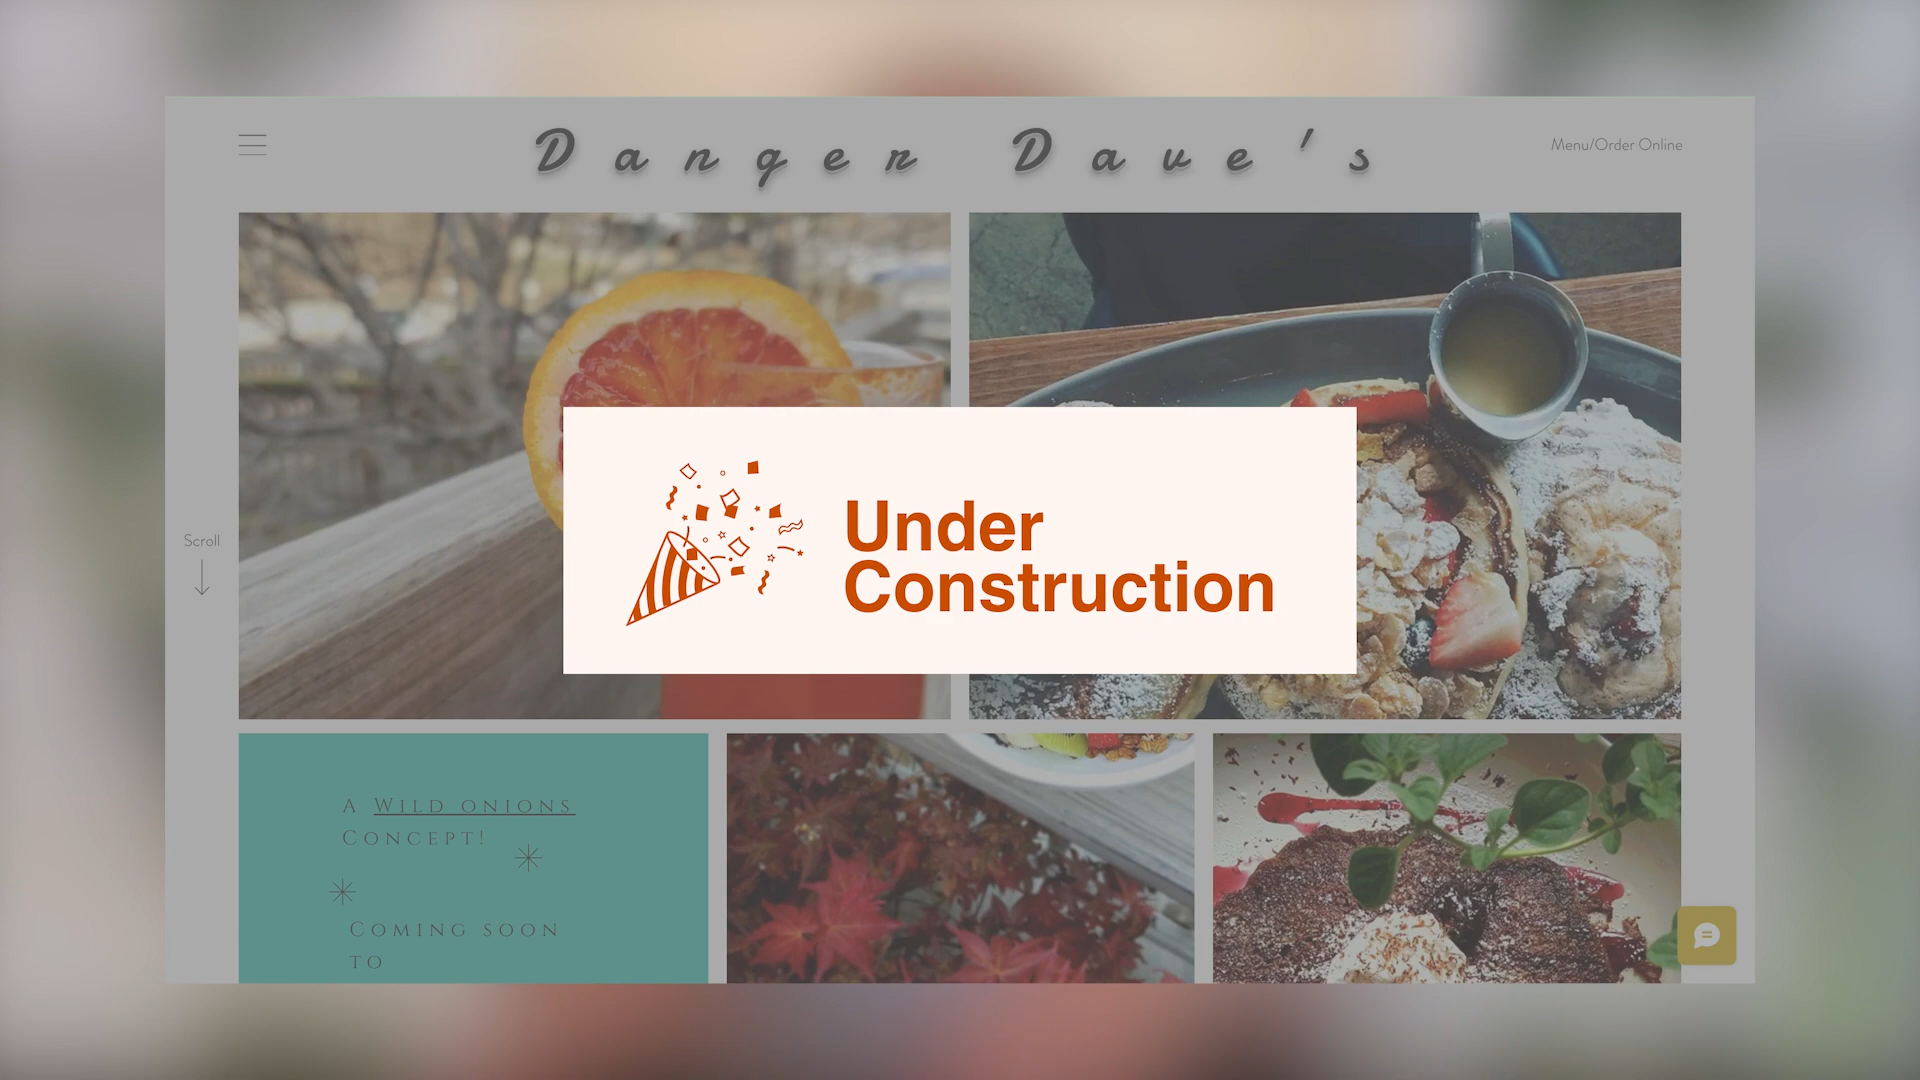 Danger Dave's
Menu/Order Online
Scroll
Under
Construction
A Wild onions
Concept!
Coming soon
to